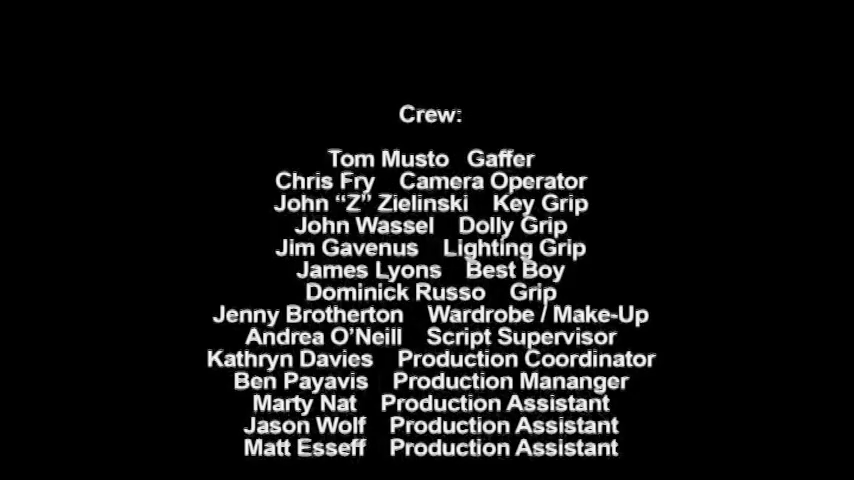 Crew:
Tom Musto Gaffer
Chris Fry Camera Operator
John “Z” Zielinski Key Grip
John Wassel Dolly Grip
Jim Gavenus Lighting Grip
James Lyons Best Boy
Dominick Russo Grip
Jenny Brotherton Wardrobe / Make-Up
Andrea O’Neill Script Supervisor
Kathryn Davies Production Coordinator
Ben Payavis Production Mananger
Marty Nat Production Assistant
Jason Wolf Production Assistant
Matt Esseff Production Assistant